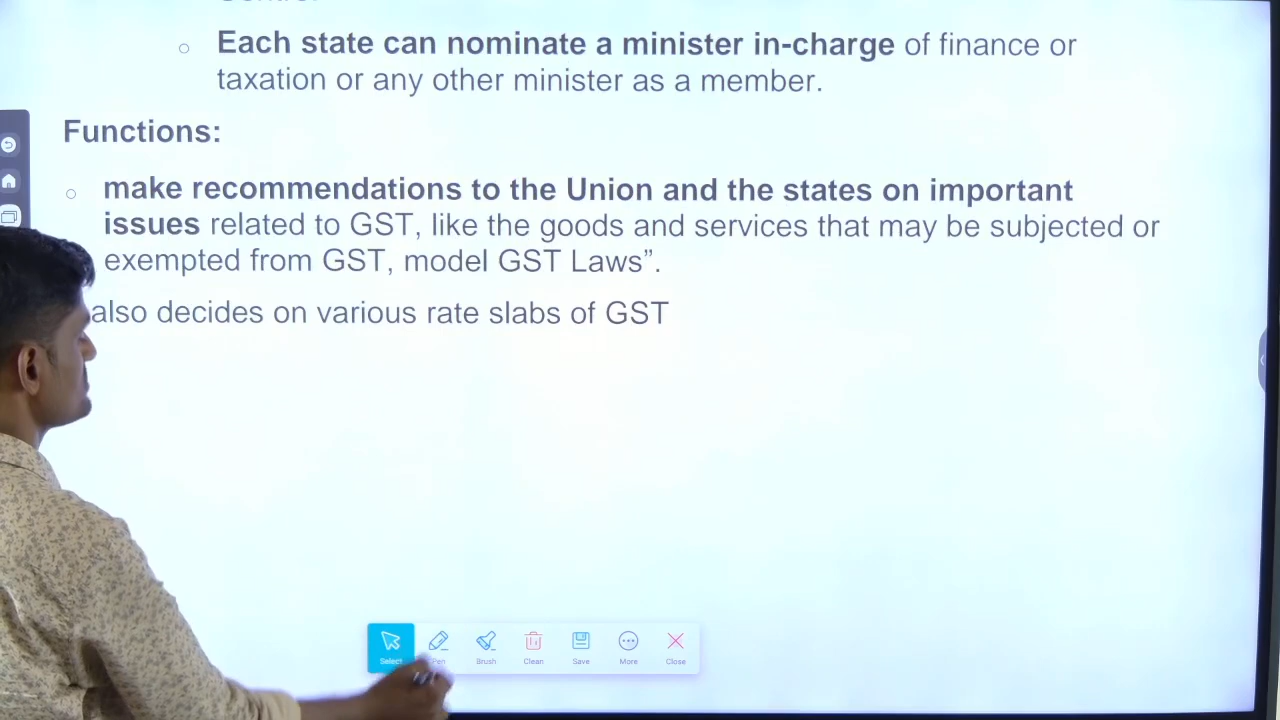 Each state can nominate a minister in-charge of finance or
taxation or any other minister as a member.
Functions:
make recommendations to the Union and the states on important
issues related to GST, like the goods and services that may be subjected or
exempted from GST, model GST Laws”.
also decides on various rate slabs of GST
Select Pen Brush Clean Save More Close